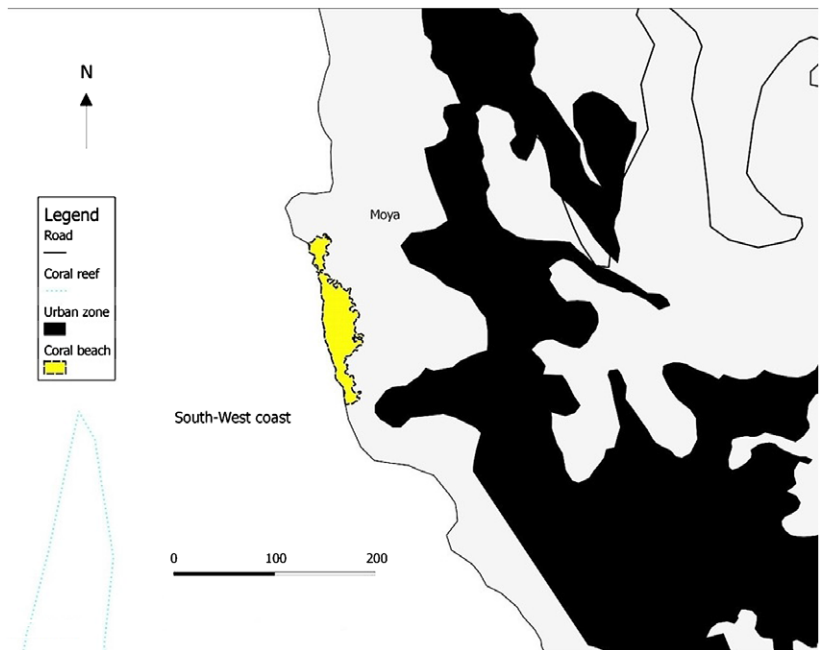 N
Moya
Legend
Road
Coral reef
Urban zone
Coral beach
South-West coast
0 100 200